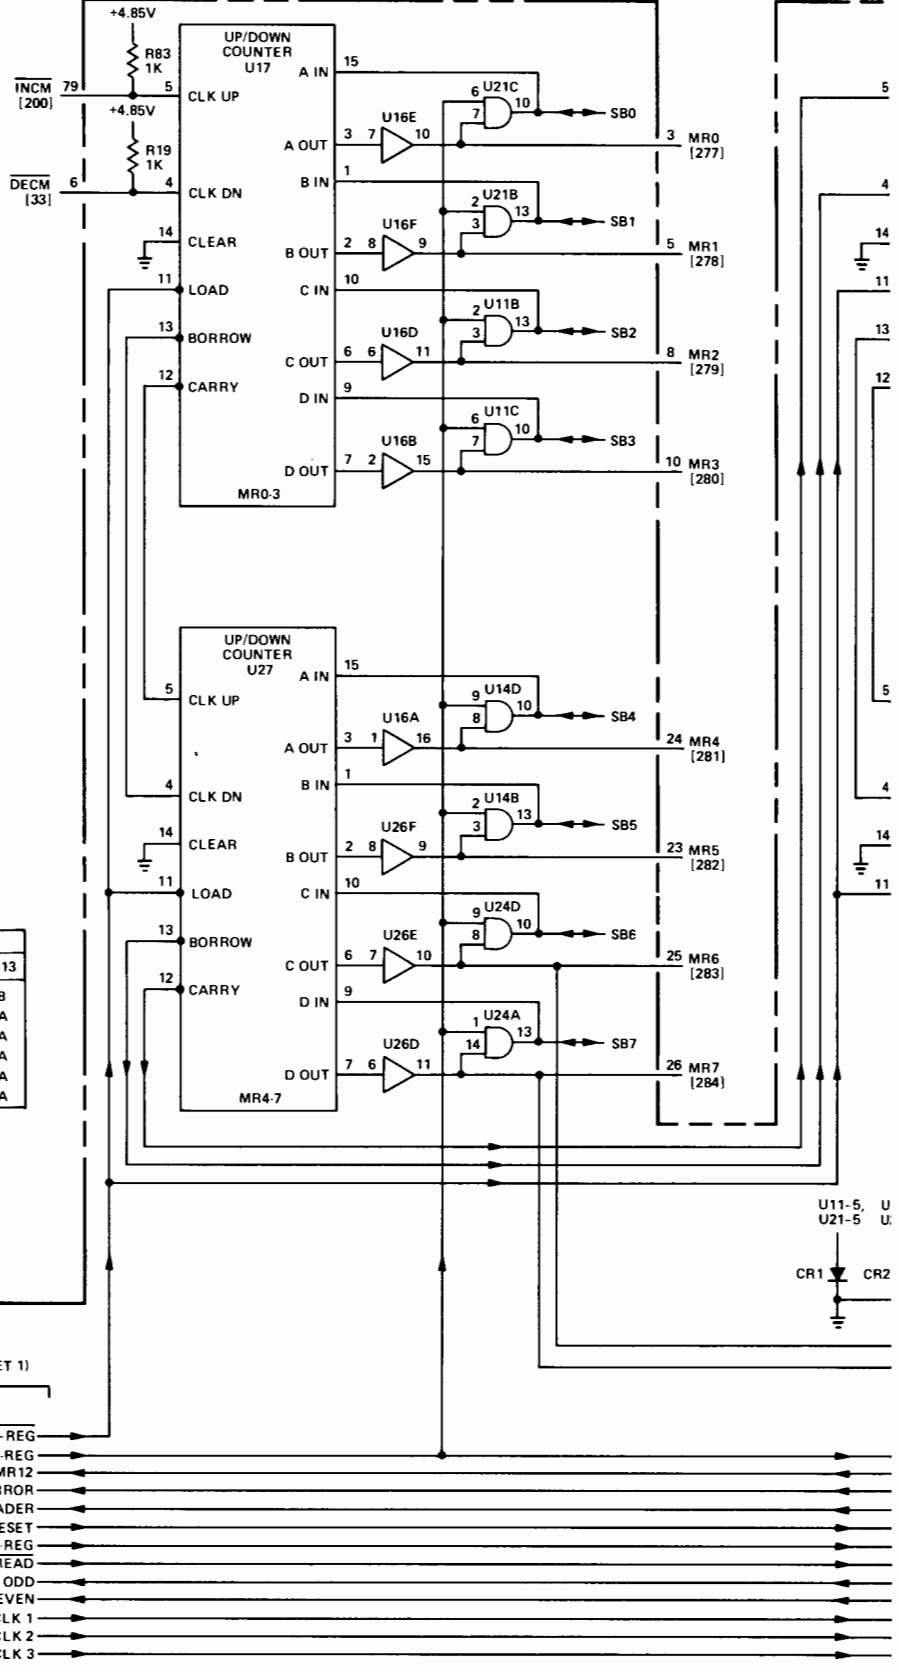 +4.85V
R83
1K
INCM
[200]
79
5
CLK UP
+4.85V
R19
1K
DECM
[33]
6
4
CLK DN
14
CLEAR
11
LOAD
13
BORROW
12
CARRY
UP/DOWN
COUNTER
U17
A IN
15
A OUT
3
7
U16E
10
6
7
U21C
10
SB0
3
MR0
[277]
B IN
1
B OUT
2
8
U16F
9
2
3
U21B
13
SB1
5
MR1
[278]
C IN
10
C OUT
6
6
U16D
11
2
3
U11B
13
SB2
8
MR2
[279]
D IN
9
D OUT
7
2
U16B
15
6
7
U11C
10
SB3
10
MR3
[280]
MR0-3
UP/DOWN
COUNTER
U27
5
CLK UP
4
CLK DN
14
CLEAR
11
LOAD
13
BORROW
12
CARRY
A IN
15
A OUT
3
1
U16A
16
9
8
U14D
10
SB4
24
MR4
[281]
B IN
1
B OUT
2
8
U26F
9
2
3
U14B
13
SB5
23
MR5
[282]
C IN
10
C OUT
6
7
U26E
10
9
8
U24D
10
SB6
25
MR6
[283]
D IN
9
D OUT
7
6
U26D
11
1
14
U24A
13
SB7
26
MR7
[284]
MR4-7
5
4
14
11
13
12
5
4
14
11
13
B
A
A
A
A
A
U11-5, U
U21-5
CR1
CR2
ET 1)
-REG
-REG
MR12
RROR
ADER
ESET
-REG
READ
ODD
EVEN
CLK 1
CLK 2
CLK 3